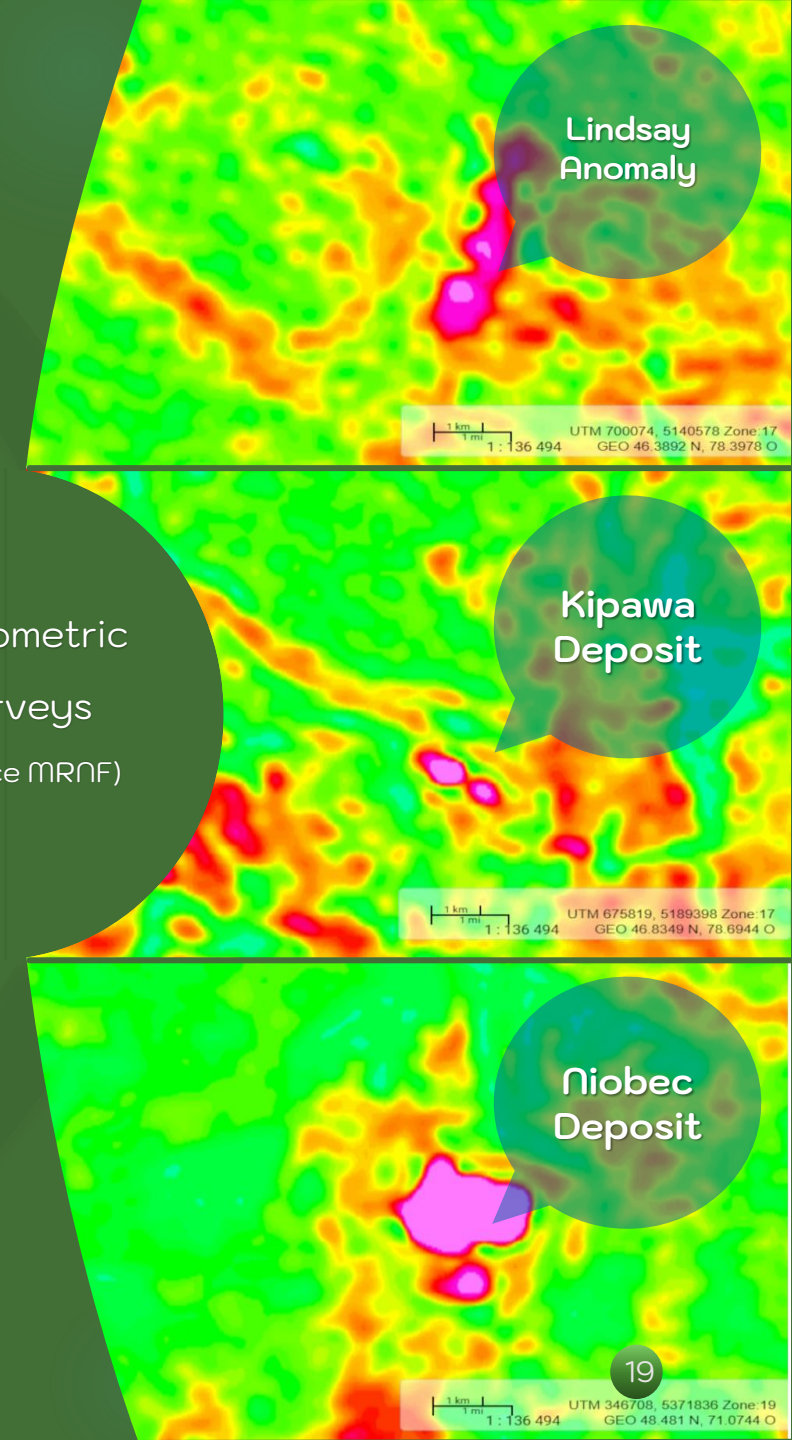 Lindsay
Anomaly
1 km
1 mi
1 : 136 494
UTM 700074, 5140578 Zone:17
GEO 46.3892 N, 78.3978 O
ometric
rveys
ce MRNF)
Kipawa
Deposit
1 km
1 mi
1 : 136 494
UTM 675819, 5189398 Zone:17
GEO 46.8349 N, 78.6944 O
Niobec
Deposit
19
1 km
1 mi
1 : 136 494
UTM 346708, 5371836 Zone:19
GEO 48.481 N, 71.0744 O